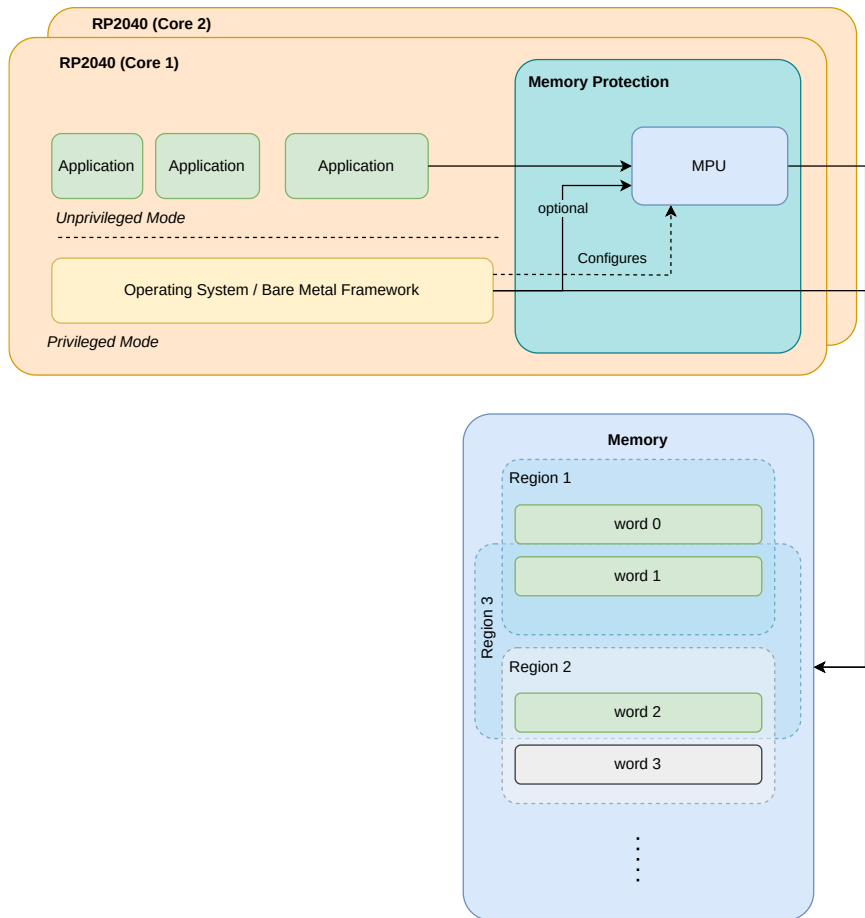 RP2040 (Core 2)
RP2040 (Core 1)
Memory Protection
Application
Application
Application
MPU
Unprivileged Mode
optional
Configures
Operating System / Bare Metal Framework
Privileged Mode
Memory
Region 1
word 0
word 1
Region 3
Region 2
word 2
word 3